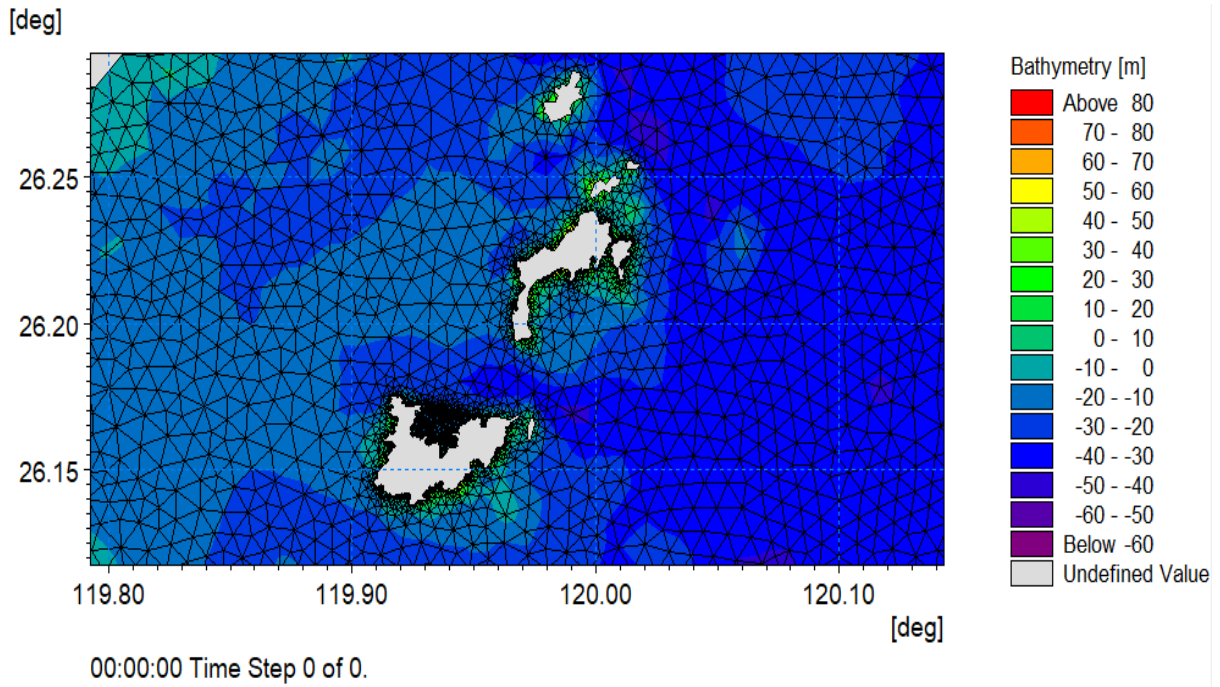 [deg]
Bathymetry [m]
Above 80
70 - 80
60 - 70
50 - 60
40 - 50
30 - 40
20 - 30
10 - 20
0 - 10
-10 - 0
-20 - -10
-30 - -20
-40 - -30
-50 - -40
-60 - -50
Below -60
Undefined Value
26.25
26.20
26.15
119.80 119.90 120.00 120.10
[deg]
00:00:00 Time Step 0 of 0.